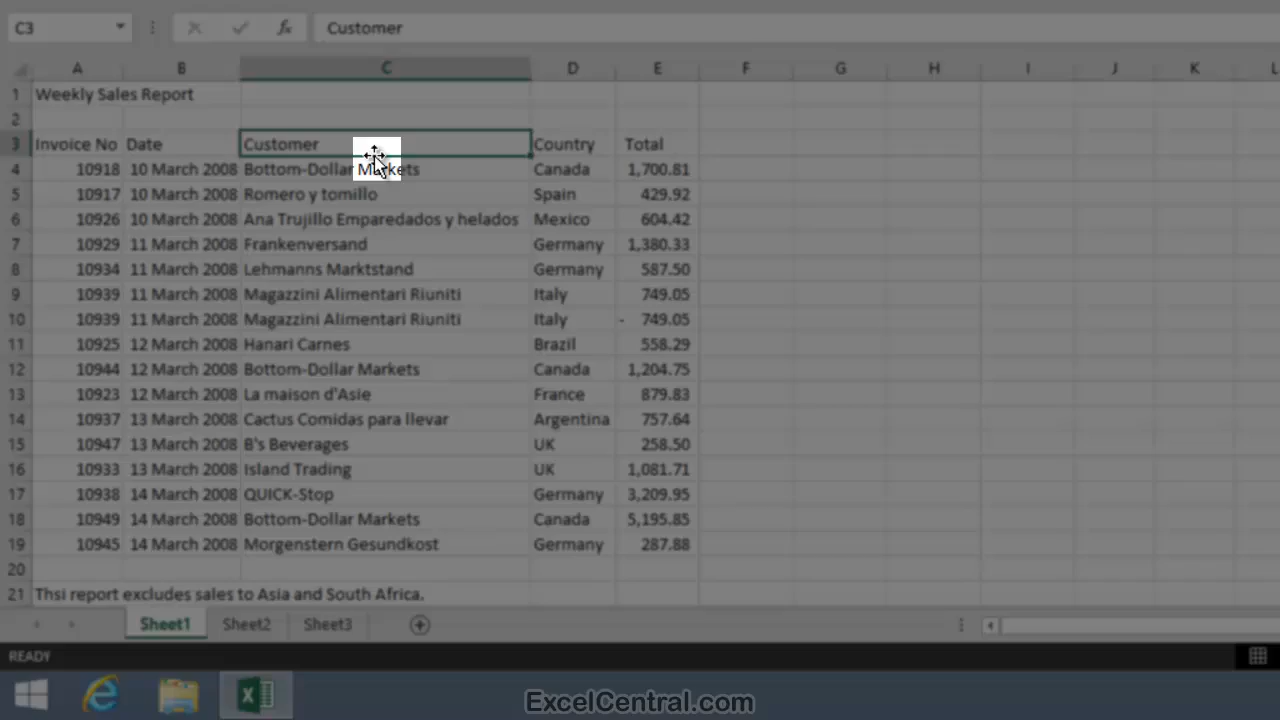 C3 fx Customer
A B C D E F G H I J K L
1 Weekly Sales Report
2
3 Invoice No Date Customer Country Total
4 10918 10 March 2008 Bottom-Dollar Markets Canada 1,700.81
5 10917 10 March 2008 Romero y tomillo Spain 429.92
6 10926 10 March 2008 Ana Trujillo Emparedados y helados Mexico 604.42
7 10929 11 March 2008 Frankenversand Germany 1,380.33
8 10934 11 March 2008 Lehmanns Marktstand Germany 587.50
9 10939 11 March 2008 Magazzini Alimentari Riuniti Italy 749.05
10 10939 11 March 2008 Magazzini Alimentari Riuniti Italy - 749.05
11 10925 12 March 2008 Hanari Carnes Brazil 558.29
12 10944 12 March 2008 Bottom-Dollar Markets Canada 1,204.75
13 10923 12 March 2008 La maison d'Asie France 879.83
14 10937 13 March 2008 Cactus Comidas para llevar Argentina 757.64
15 10947 13 March 2008 B's Beverages UK 258.50
16 10933 13 March 2008 Island Trading UK 1,081.71
17 10938 14 March 2008 QUICK-Stop Germany 3,209.95
18 10949 14 March 2008 Bottom-Dollar Markets Canada 5,195.85
19 10945 14 March 2008 Morgenstern Gesundkost Germany 287.88
20
21 Thsi report excludes sales to Asia and South Africa.
Sheet1 Sheet2 Sheet3
READY
ExcelCentral.com